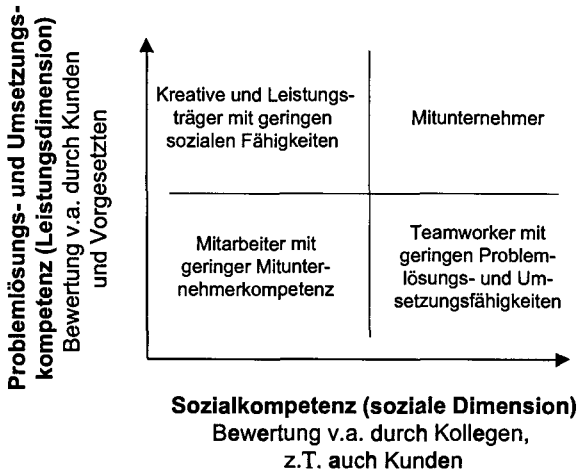 Problemlösungs- und Umsetzungs-
kompetenz (Leistungsdimension)
Bewertung v.a. durch Kunden
und Vorgesetzten
Kreative und Leistungs-
träger mit geringen
sozialen Fähigkeiten
Mitunternehmer
Mitarbeiter mit
geringer Mitunter-
nehmerkompetenz
Teamworker mit
geringen Problem-
lösungs- und Um-
setzungsfähigkeiten
Sozialkompetenz (soziale Dimension)
Bewertung v.a. durch Kollegen,
z.T. auch Kunden